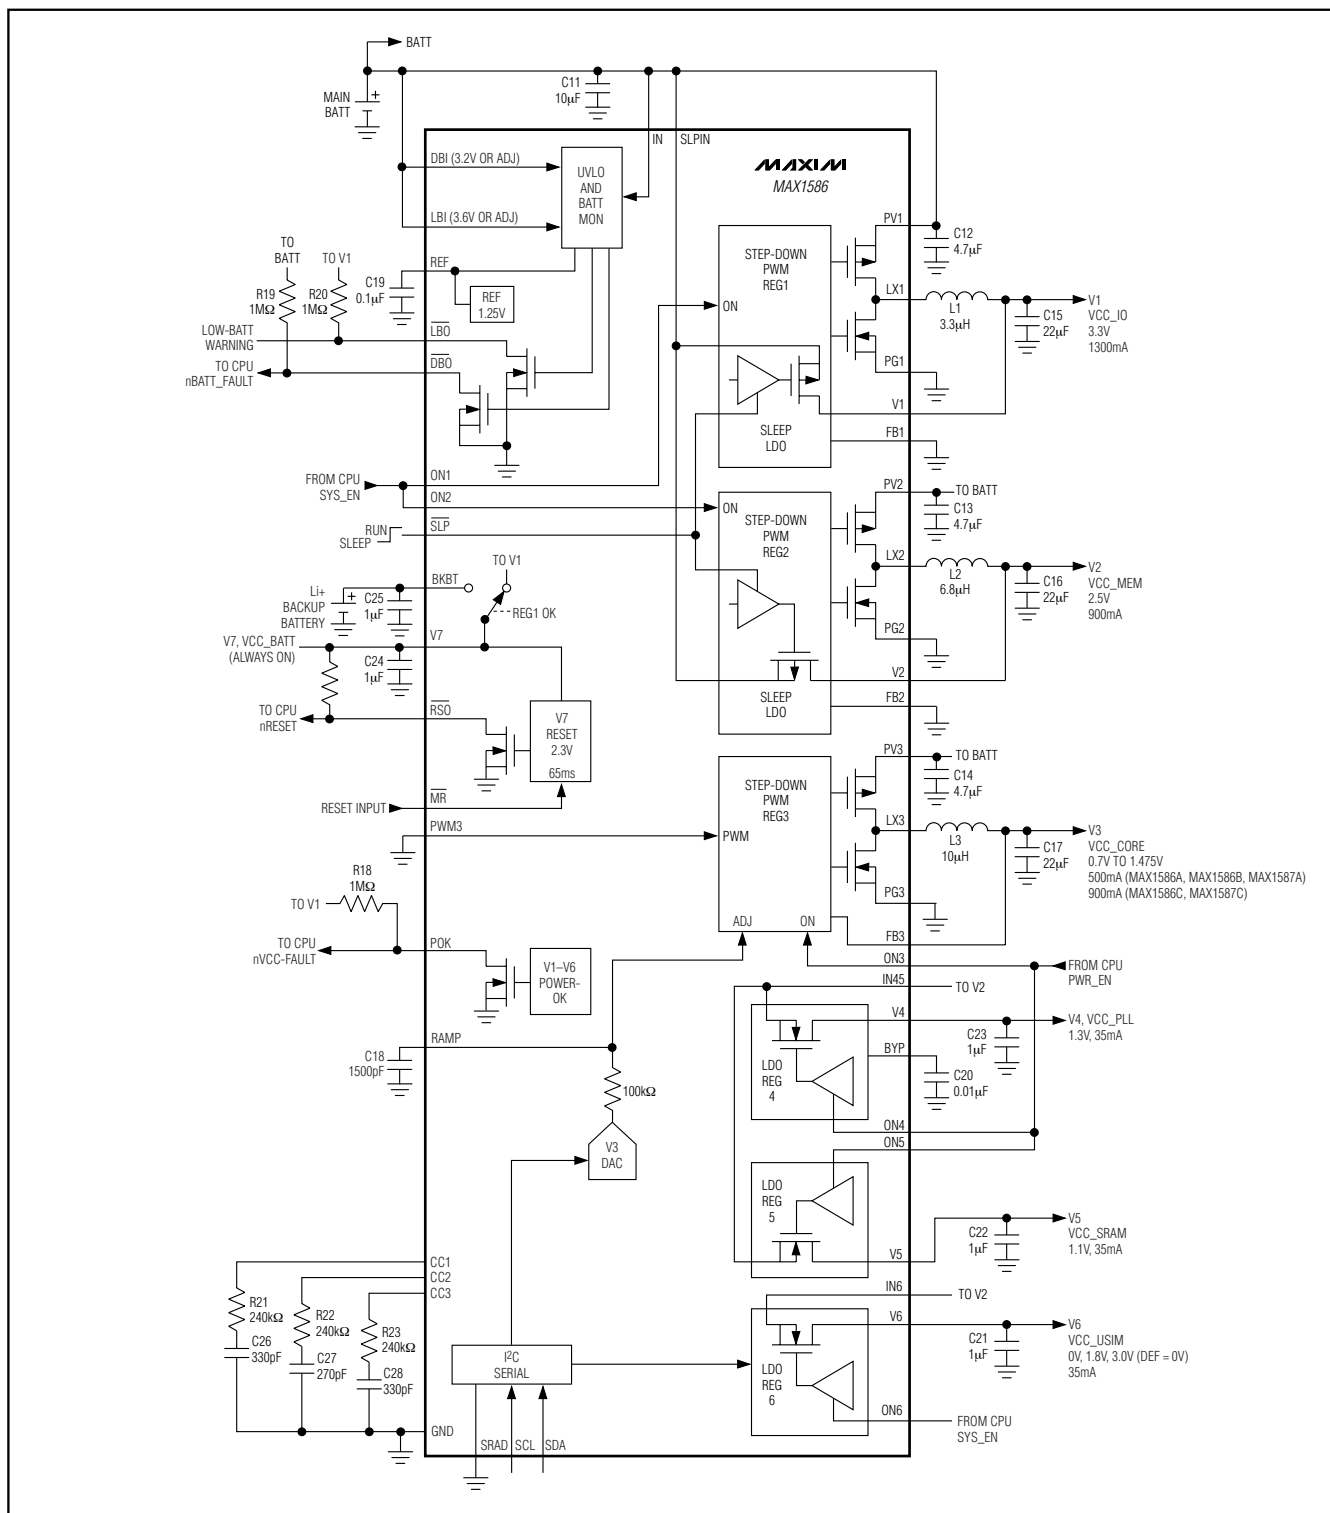 BATT
MAIN
BATT
C11
10µF
IN
SLPIN
DBI (3.2V OR ADJ)
LBI (3.6V OR ADJ)
UVLO
AND
BATT
MON
MAXIM
MAX1586
PV1
C12
4.7µF
STEP-DOWN
PWM
REG1
ON
LX1
L1
3.3µH
V1
VCC_IO
3.3V
1300mA
C15
22µF
PG1
V1
SLEEP
LDO
FB1
TO
BATT
TO V1
R19
1MΩ
R20
1MΩ
C19
0.1µF
REF
REF
1.25V
LOW-BATT
WARNING
LBO
TO CPU
nBATT_FAULT
DBO
FROM CPU
SYS_EN
ON1
ON2
RUN
SLEEP
SLP
PV2
TO BATT
C13
4.7µF
ON
STEP-DOWN
PWM
REG2
LX2
L2
6.8µH
V2
VCC_MEM
2.5V
900mA
C16
22µF
PG2
V2
SLEEP
LDO
FB2
TO V1
REG1 OK
Li+
BACKUP
BATTERY
C25
1µF
BKBT
V7, VCC_BATT
(ALWAYS ON)
V7
C24
1µF
TO CPU
nRESET
RSO
V7
RESET
2.3V
65ms
RESET INPUT
MR
PWM3
PV3
TO BATT
C14
4.7µF
STEP-DOWN
PWM
REG3
PWM
LX3
L3
10µH
V3
VCC_CORE
0.7V TO 1.475V
500mA (MAX1586A, MAX1586B, MAX1587A)
900mA (MAX1586C, MAX1587C)
C17
22µF
PG3
ADJ
ON
FB3
ON3
FROM CPU
PWR_EN
R18
1MΩ
TO V1
TO CPU
nVCC-FAULT
POK
V1–V6
POWER-
OK
RAMP
C18
1500pF
100kΩ
V3
DAC
IN45
TO V2
V4
V4, VCC_PLL
1.3V, 35mA
C23
1µF
BYP
C20
0.01µF
LDO
REG
4
ON4
ON5
LDO
REG
5
V5
C22
1µF
V5
VCC_SRAM
1.1V, 35mA
IN6
TO V2
V6
C21
1µF
V6
VCC_USIM
0V, 1.8V, 3.0V (DEF = 0V)
35mA
LDO
REG
6
ON6
FROM CPU
SYS_EN
CC1
CC2
CC3
R21
240kΩ
C26
330pF
R22
240kΩ
C27
270pF
R23
240kΩ
C28
330pF
GND
I²C
SERIAL
SRAD
SCL
SDA